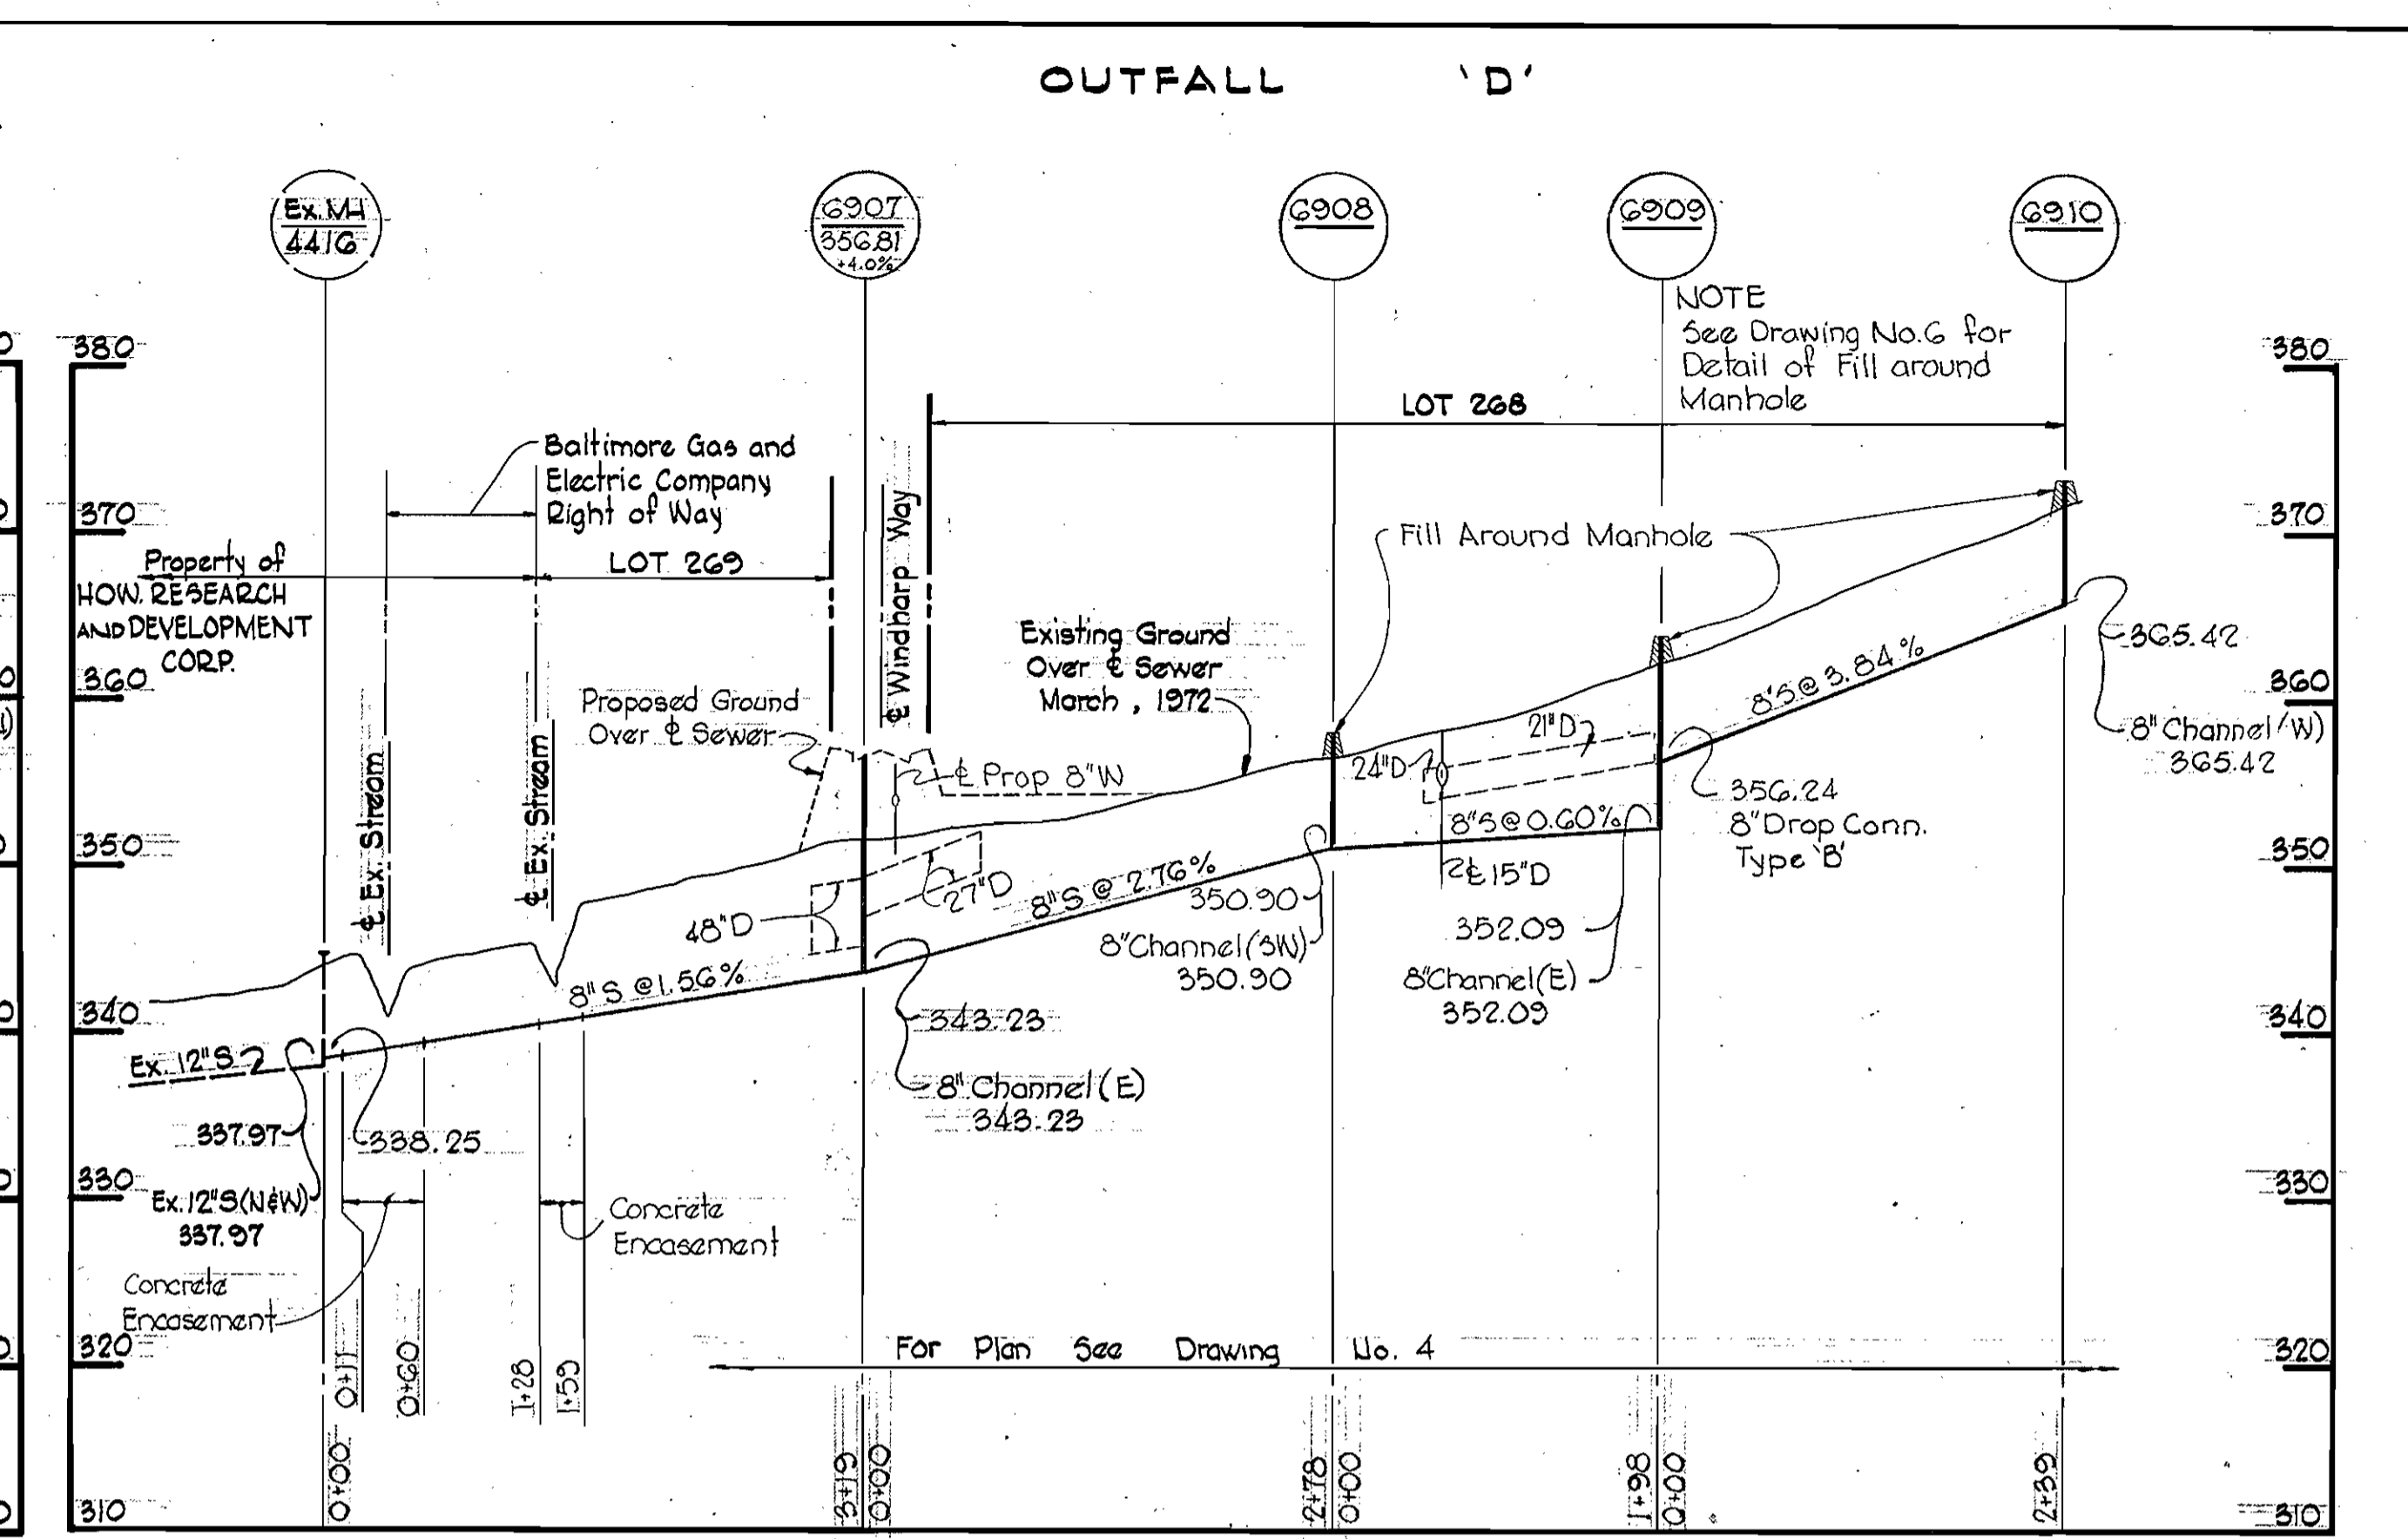 OUTFALL 'D'
Ex. MH
4416
6907
356.81
+4.0%
6908
6909
6910
NOTE
See Drawing No.6 for
Detail of Fill around
Manhole
380
380
LOT 268
Baltimore Gas and
Electric Company
Right of Way
370
370
Fill Around Manhole
Property of
HOW. RESEARCH
AND DEVELOPMENT
CORP.
LOT 269
℄ Windharp Way
Existing Ground
Over ℄ Sewer
March, 1972
365.42
8" Channel (W)
365.42
360
360
Proposed Ground
Over ℄ Sewer
8"S @ 3.84%
21"D
24"D
℄ Prop 8"W
℄ Ex. Stream
℄ Ex. Stream
356.24
8" Drop Conn.
Type 'B'
8"S @ 0.60%
350
350
℄ 15"D
27"D
48"D
8"S @ 2.76%
350.90
8"Channel(SW)
350.90
352.09
8"Channel(E)
352.09
8"S @ 1.56%
340
340
343.23
8" Channel (E)
343.23
Ex. 12"S
337.97
338.25
330
330
Ex. 12"S (N&W)
337.97
Concrete
Encasement
Concrete
Encasement
320
320
For Plan See Drawing No. 4
0+11
0+60
1+28
1+59
0+00
3+19
0+00
2+78
0+00
1+98
0+00
2+39
310
310